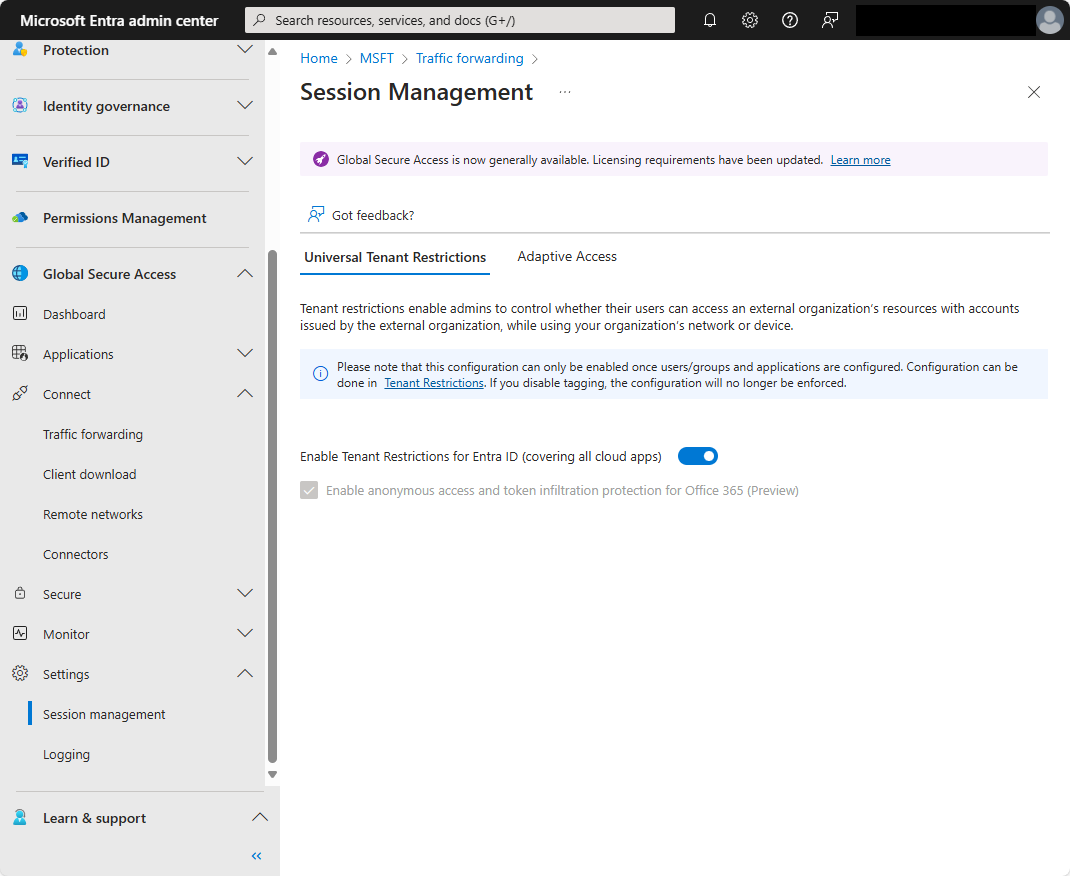 Microsoft Entra admin center
Search resources, services, and docs (G+/)
Protection
Identity governance
Verified ID
Permissions Management
Global Secure Access
Dashboard
Applications
Connect
Traffic forwarding
Client download
Remote networks
Connectors
Secure
Monitor
Settings
Session management
Logging
Learn & support
Home > MSFT > Traffic forwarding >
Session Management ...
Global Secure Access is now generally available. Licensing requirements have been updated. Learn more
Got feedback?
Universal Tenant Restrictions Adaptive Access
Tenant restrictions enable admins to control whether their users can access an external organization's resources with accounts
issued by the external organization, while using your organization's network or device.
Please note that this configuration can only be enabled once users/groups and applications are configured. Configuration can be
done in Tenant Restrictions. If you disable tagging, the configuration will no longer be enforced.
Enable Tenant Restrictions for Entra ID (covering all cloud apps)
Enable anonymous access and token infiltration protection for Office 365 (Preview)